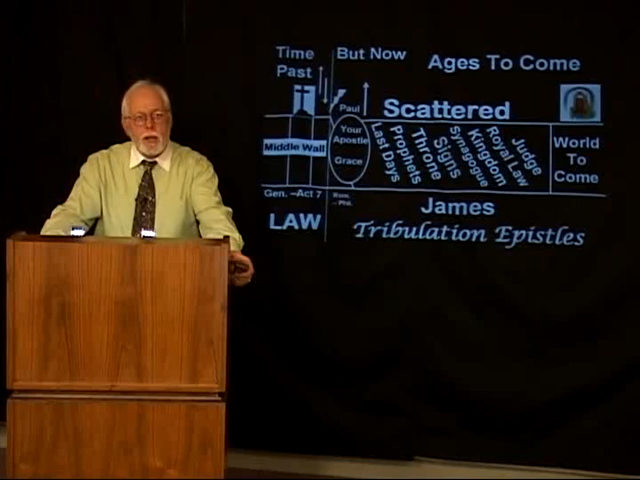 Time
Past
But Now
Ages To Come
Paul
Scattered
Your
Apostle
Grace
Middle Wall
Last Days
Prophets
Throne
Signs
Synagogue
Kingdom
Royal Law
Judge
World
To
Come
Gen. –Act 7
Rom.
– Phl.
LAW
James
Tribulation Epistles